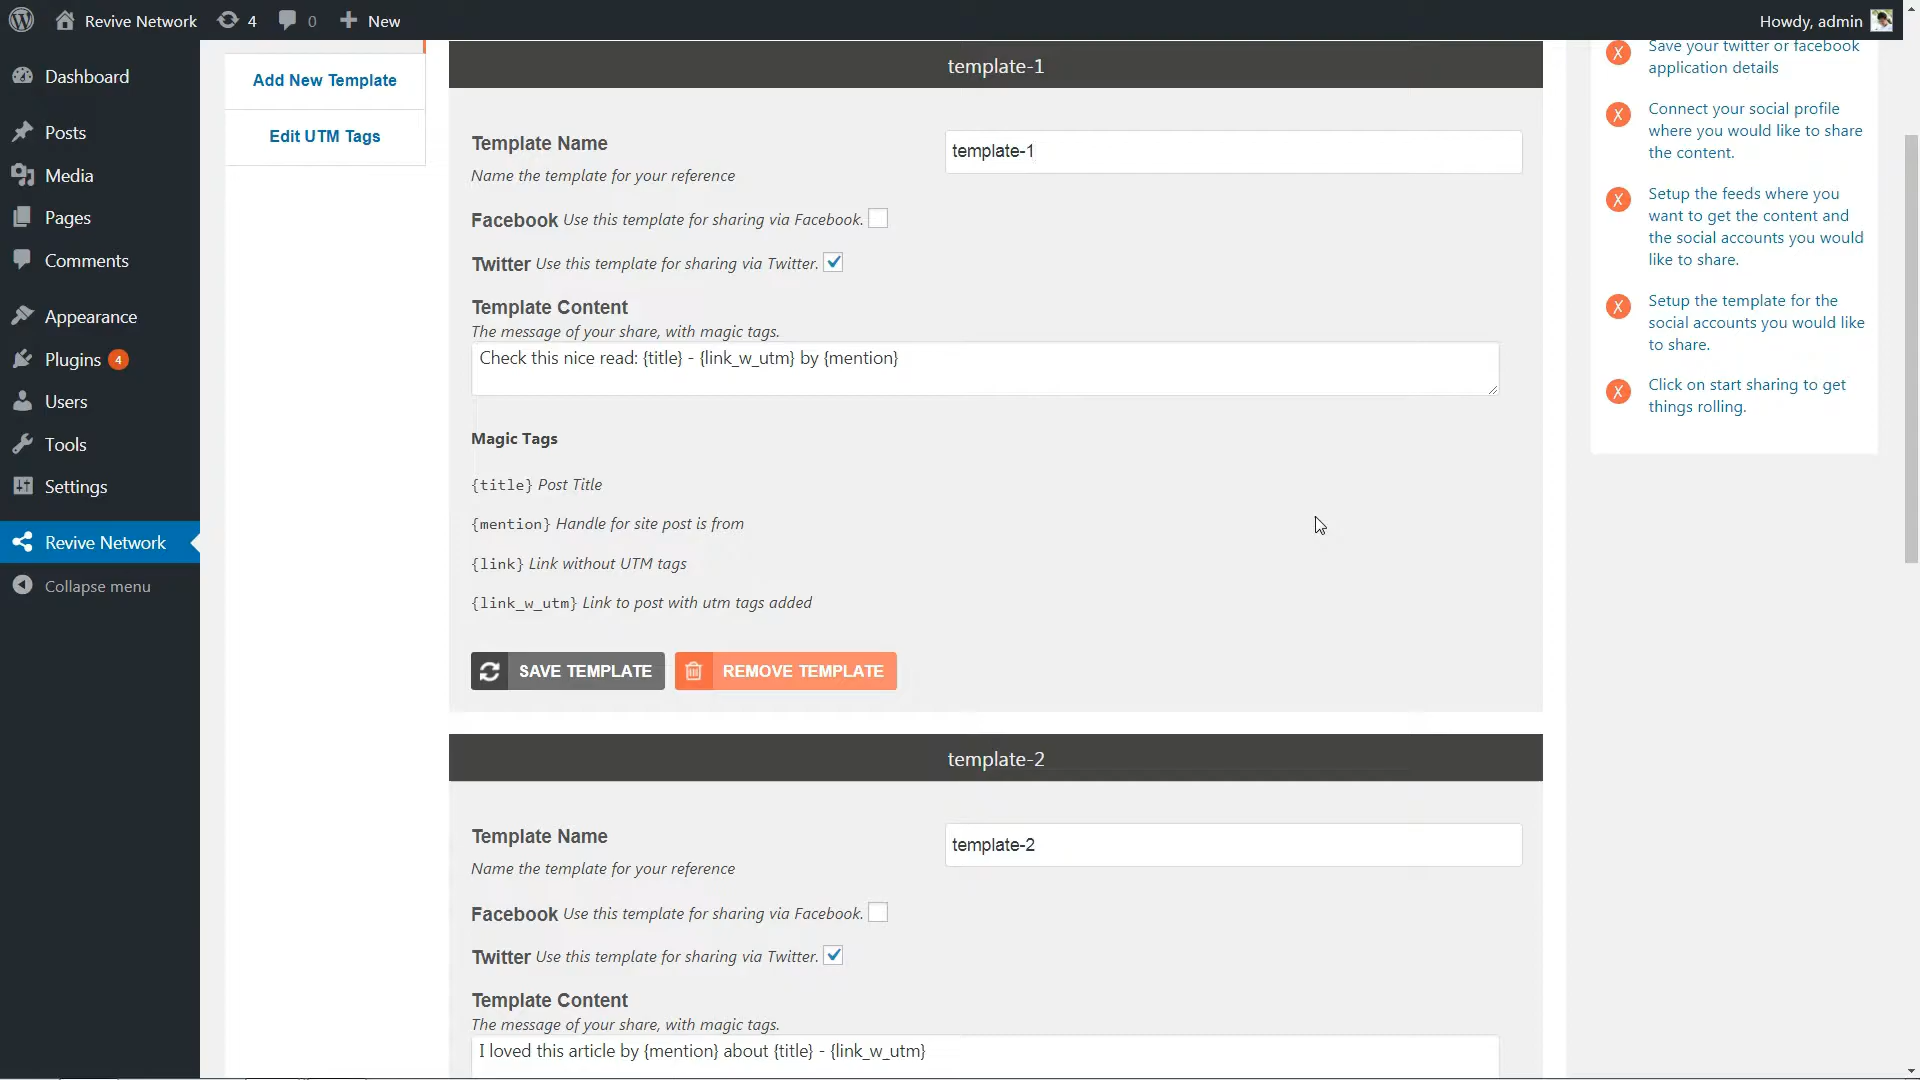 Revive Network 4 0 New Howdy, admin
Dashboard
Posts
Media
Pages
Comments
Appearance
Plugins 4
Users
Tools
Settings
Revive Network
Collapse menu
Add New Template
Edit UTM Tags
template-1
Template Name
Name the template for your reference
template-1
Facebook Use this template for sharing via Facebook.
Twitter Use this template for sharing via Twitter.
Template Content
The message of your share, with magic tags.
Check this nice read: {title} - {link_w_utm} by {mention}
Magic Tags
{title} Post Title
{mention} Handle for site post is from
{link} Link without UTM tags
{link_w_utm} Link to post with utm tags added
SAVE TEMPLATE REMOVE TEMPLATE
template-2
Template Name
Name the template for your reference
template-2
Facebook Use this template for sharing via Facebook.
Twitter Use this template for sharing via Twitter.
Template Content
The message of your share, with magic tags.
I loved this article by {mention} about {title} - {link_w_utm}
X Save your twitter or facebook
application details
X Connect your social profile
where you would like to share
the content.
X Setup the feeds where you
want to get the content and
the social accounts you would
like to share.
X Setup the template for the
social accounts you would like
to share.
X Click on start sharing to get
things rolling.